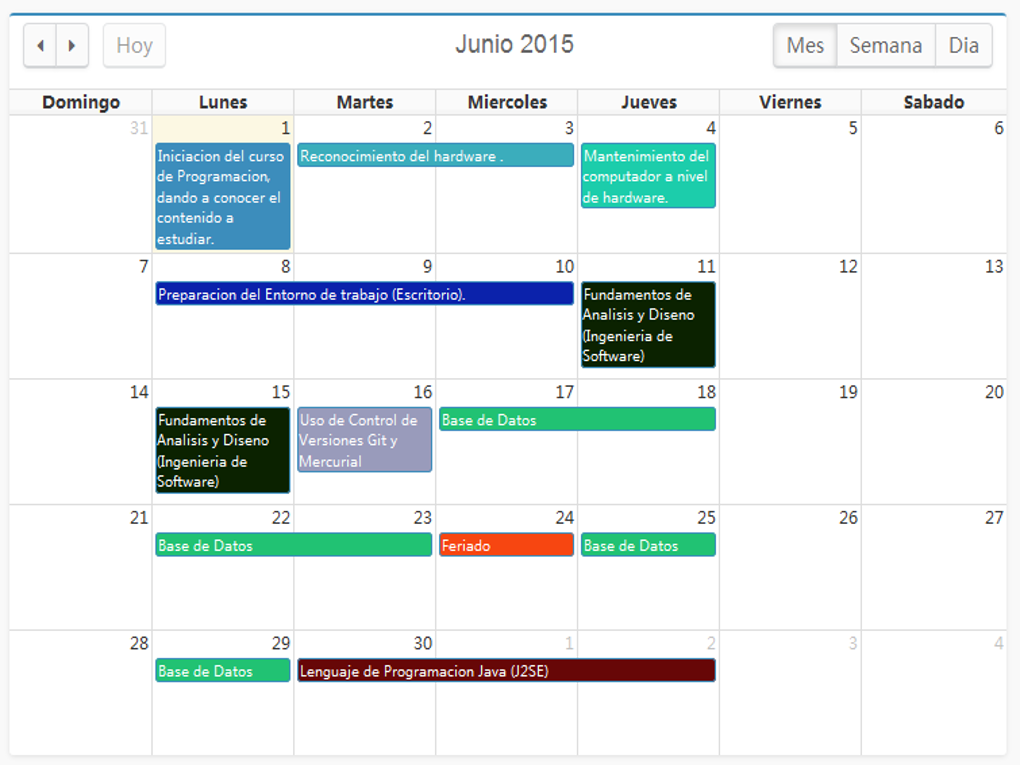 Hoy
Junio 2015
Mes Semana Dia
Domingo Lunes Martes Miercoles Jueves Viernes Sabado
31 1 2 3 4 5 6
Iniciacion del curso
de Programacion,
dando a conocer el
contenido a
estudiar.
Reconocimiento del hardware .
Mantenimiento del
computador a nivel
de hardware.
7 8 9 10 11 12 13
Preparacion del Entorno de trabajo (Escritorio).
Fundamentos de
Analisis y Diseno
(Ingenieria de
Software)
14 15 16 17 18 19 20
Fundamentos de
Analisis y Diseno
(Ingenieria de
Software)
Uso de Control de
Versiones Git y
Mercurial
Base de Datos
21 22 23 24 25 26 27
Base de Datos
Feriado
Base de Datos
28 29 30 1 2 3 4
Base de Datos
Lenguaje de Programacion Java (J2SE)